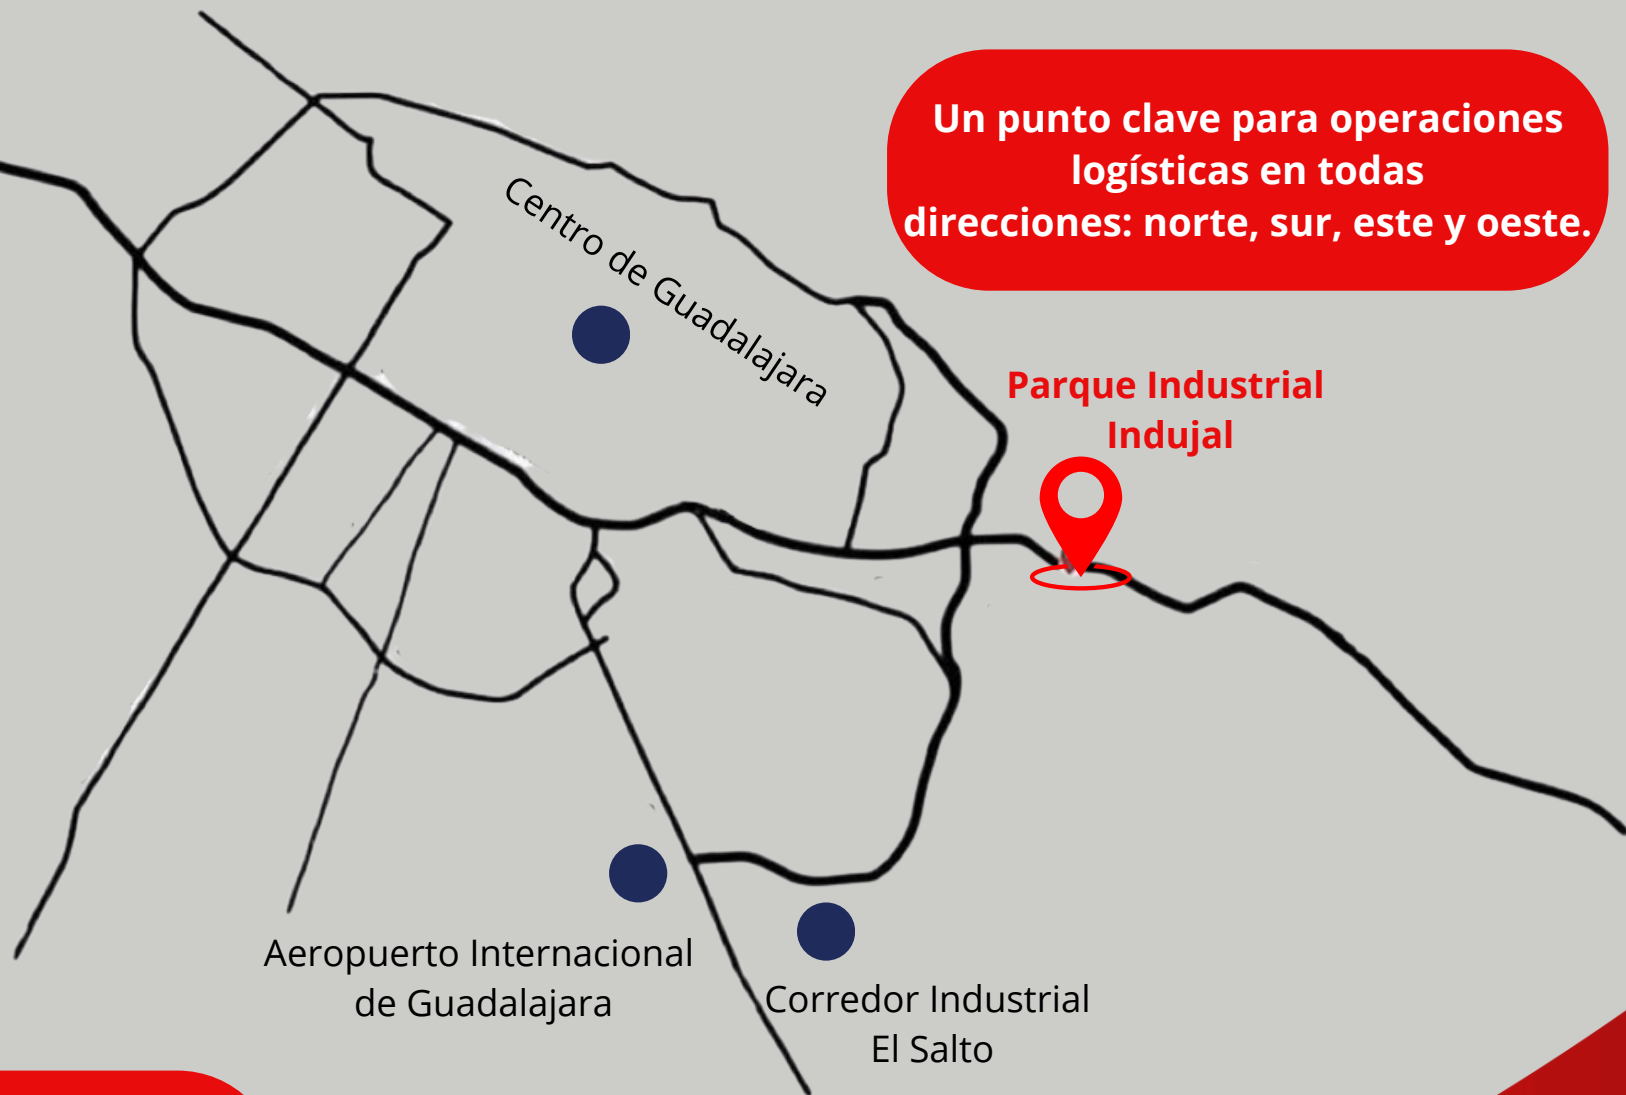 Un punto clave para operaciones
logísticas en todas
direcciones: norte, sur, este y oeste.
Centro de Guadalajara
Parque Industrial
Indujal
Aeropuerto Internacional
de Guadalajara
Corredor Industrial
El Salto